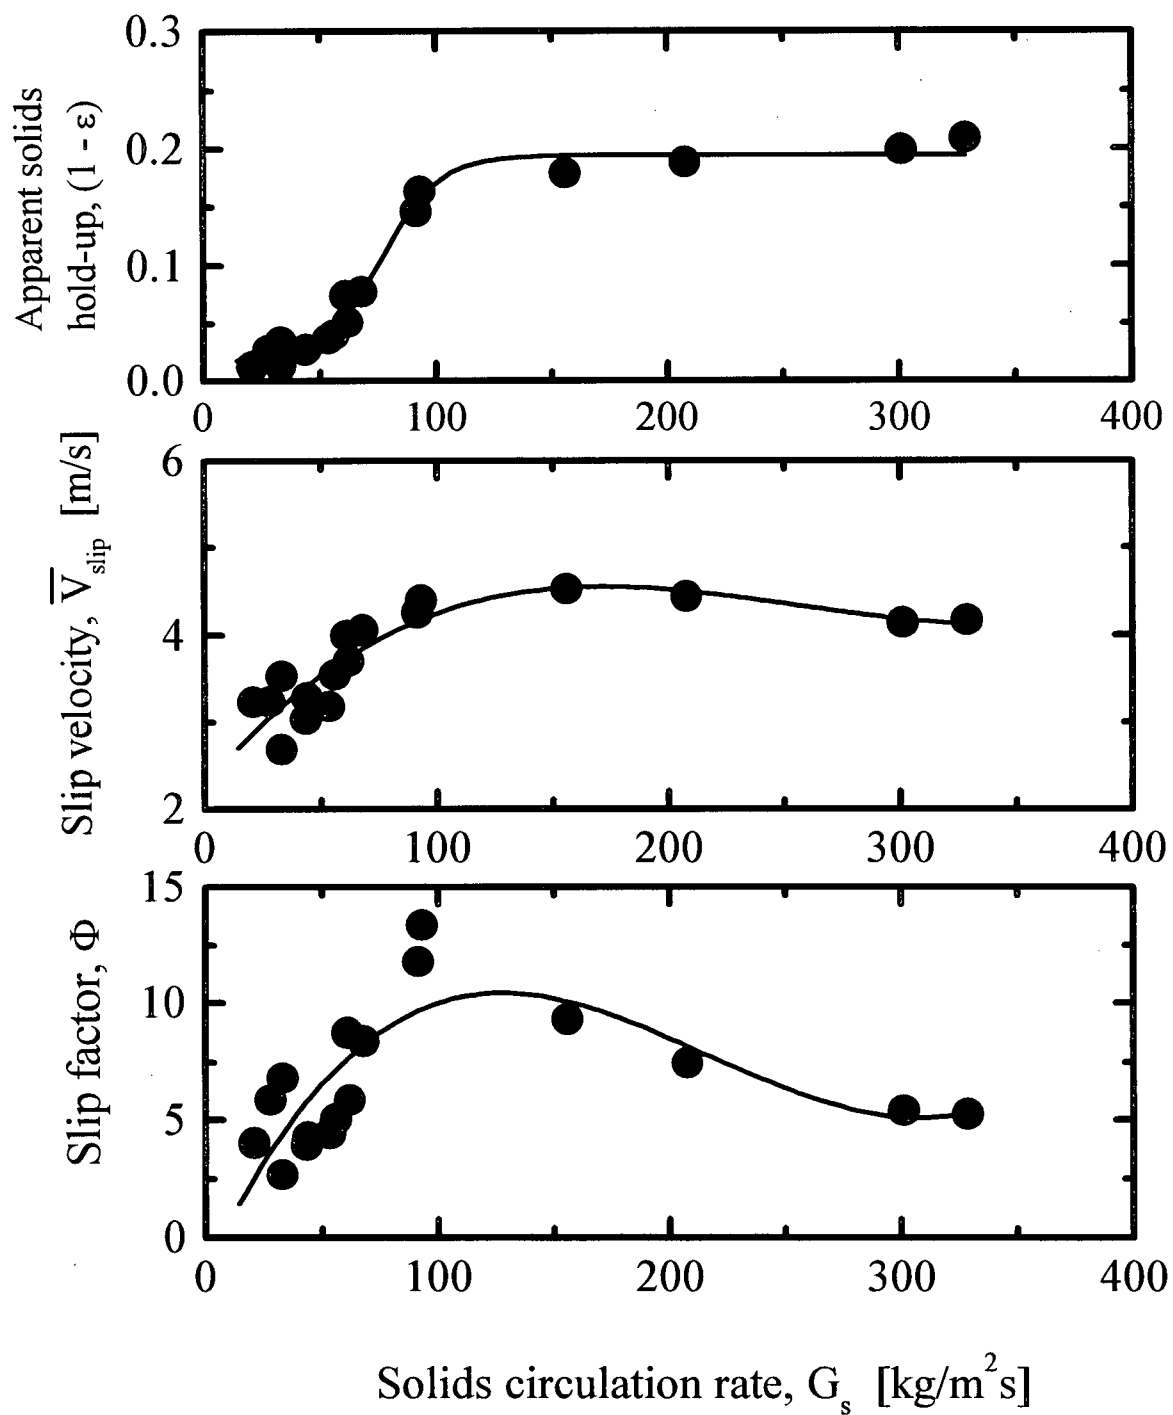 Apparent solids
hold-up, (1 - ε)
0.3
0.2
0.1
0.0
0 100 200 300 400
Slip velocity, V̅slip [m/s]
6
4
2
0 100 200 300 400
Slip factor, Φ
15
10
5
0
0 100 200 300 400
Solids circulation rate, Gₛ [kg/m²s]